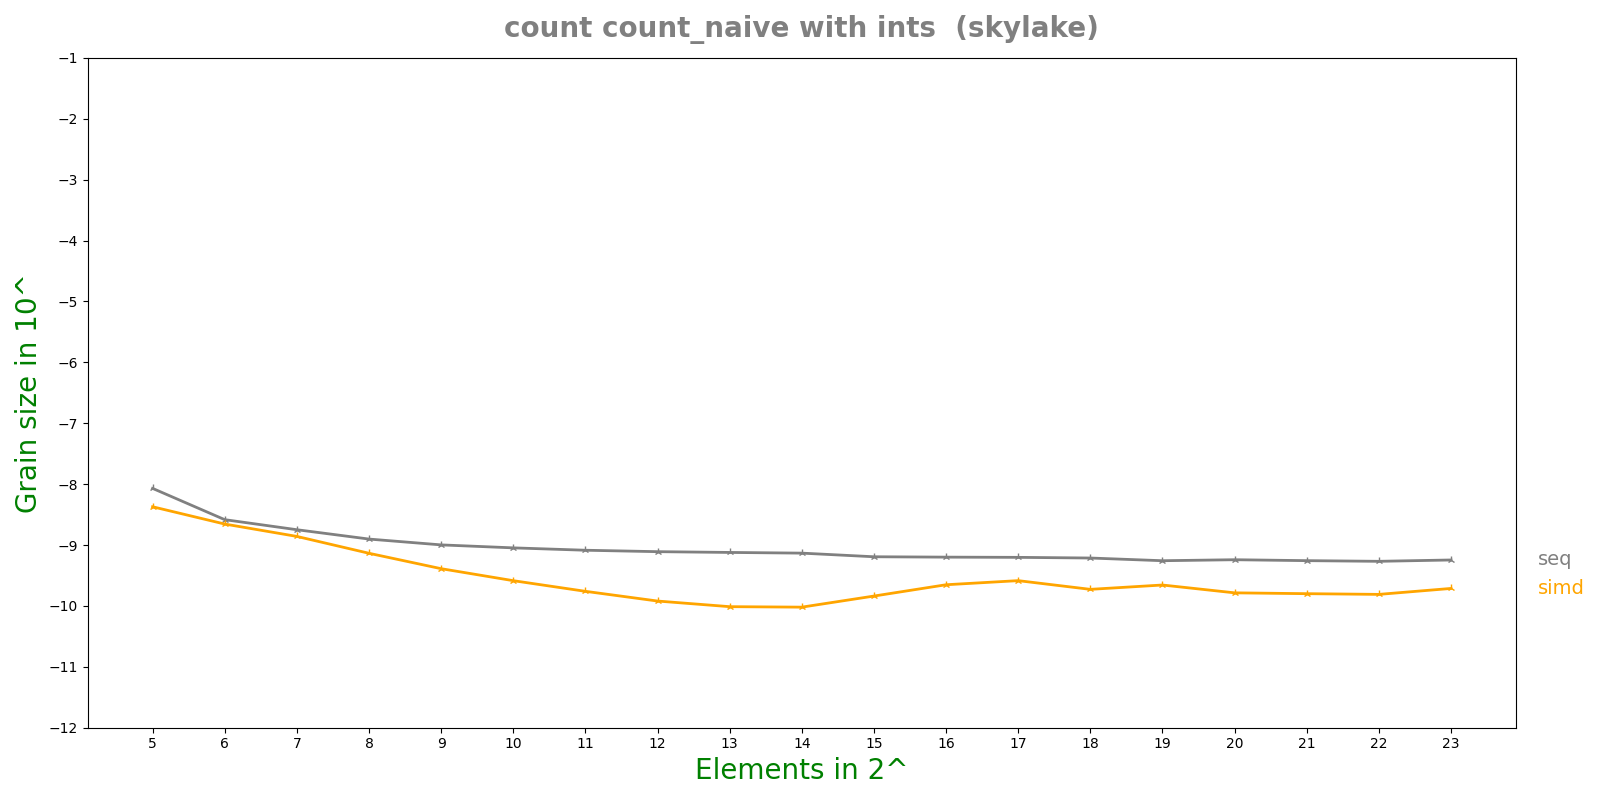 count count_naive with ints  (skylake)
Grain size in 10^
−1
−2
−3
−4
−5
−6
−7
−8
−9
−10
−11
−12
seq
simd
5 6 7 8 9 10 11 12 13 14 15 16 17 18 19 20 21 22 23
Elements in 2^